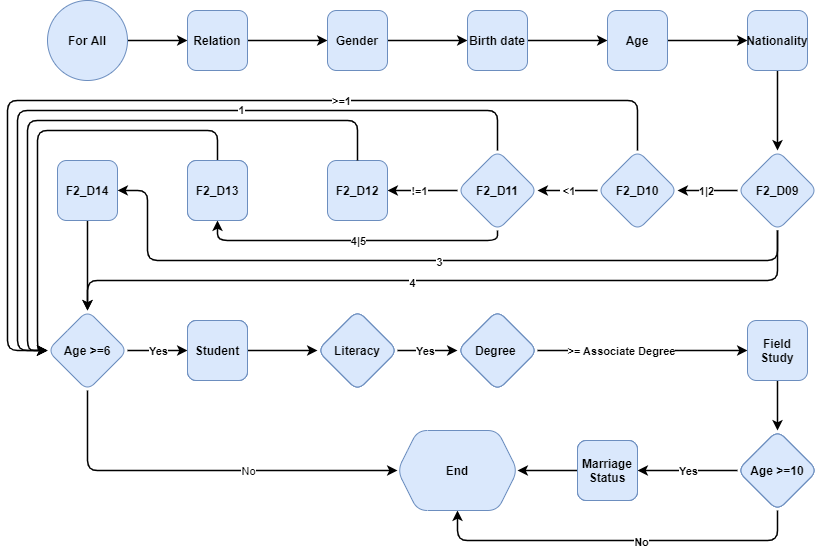 For All
Relation
Gender
Birth date
Age
Nationality
>=1
1
F2_D14
F2_D13
F2_D12
!=1
F2_D11
<1
F2_D10
1|2
F2_D09
4|5
3
4
Age >=6
Yes
Student
Literacy
Yes
Degree
>= Associate Degree
Field
Study
No
End
Marriage
Status
Yes
Age >=10
No